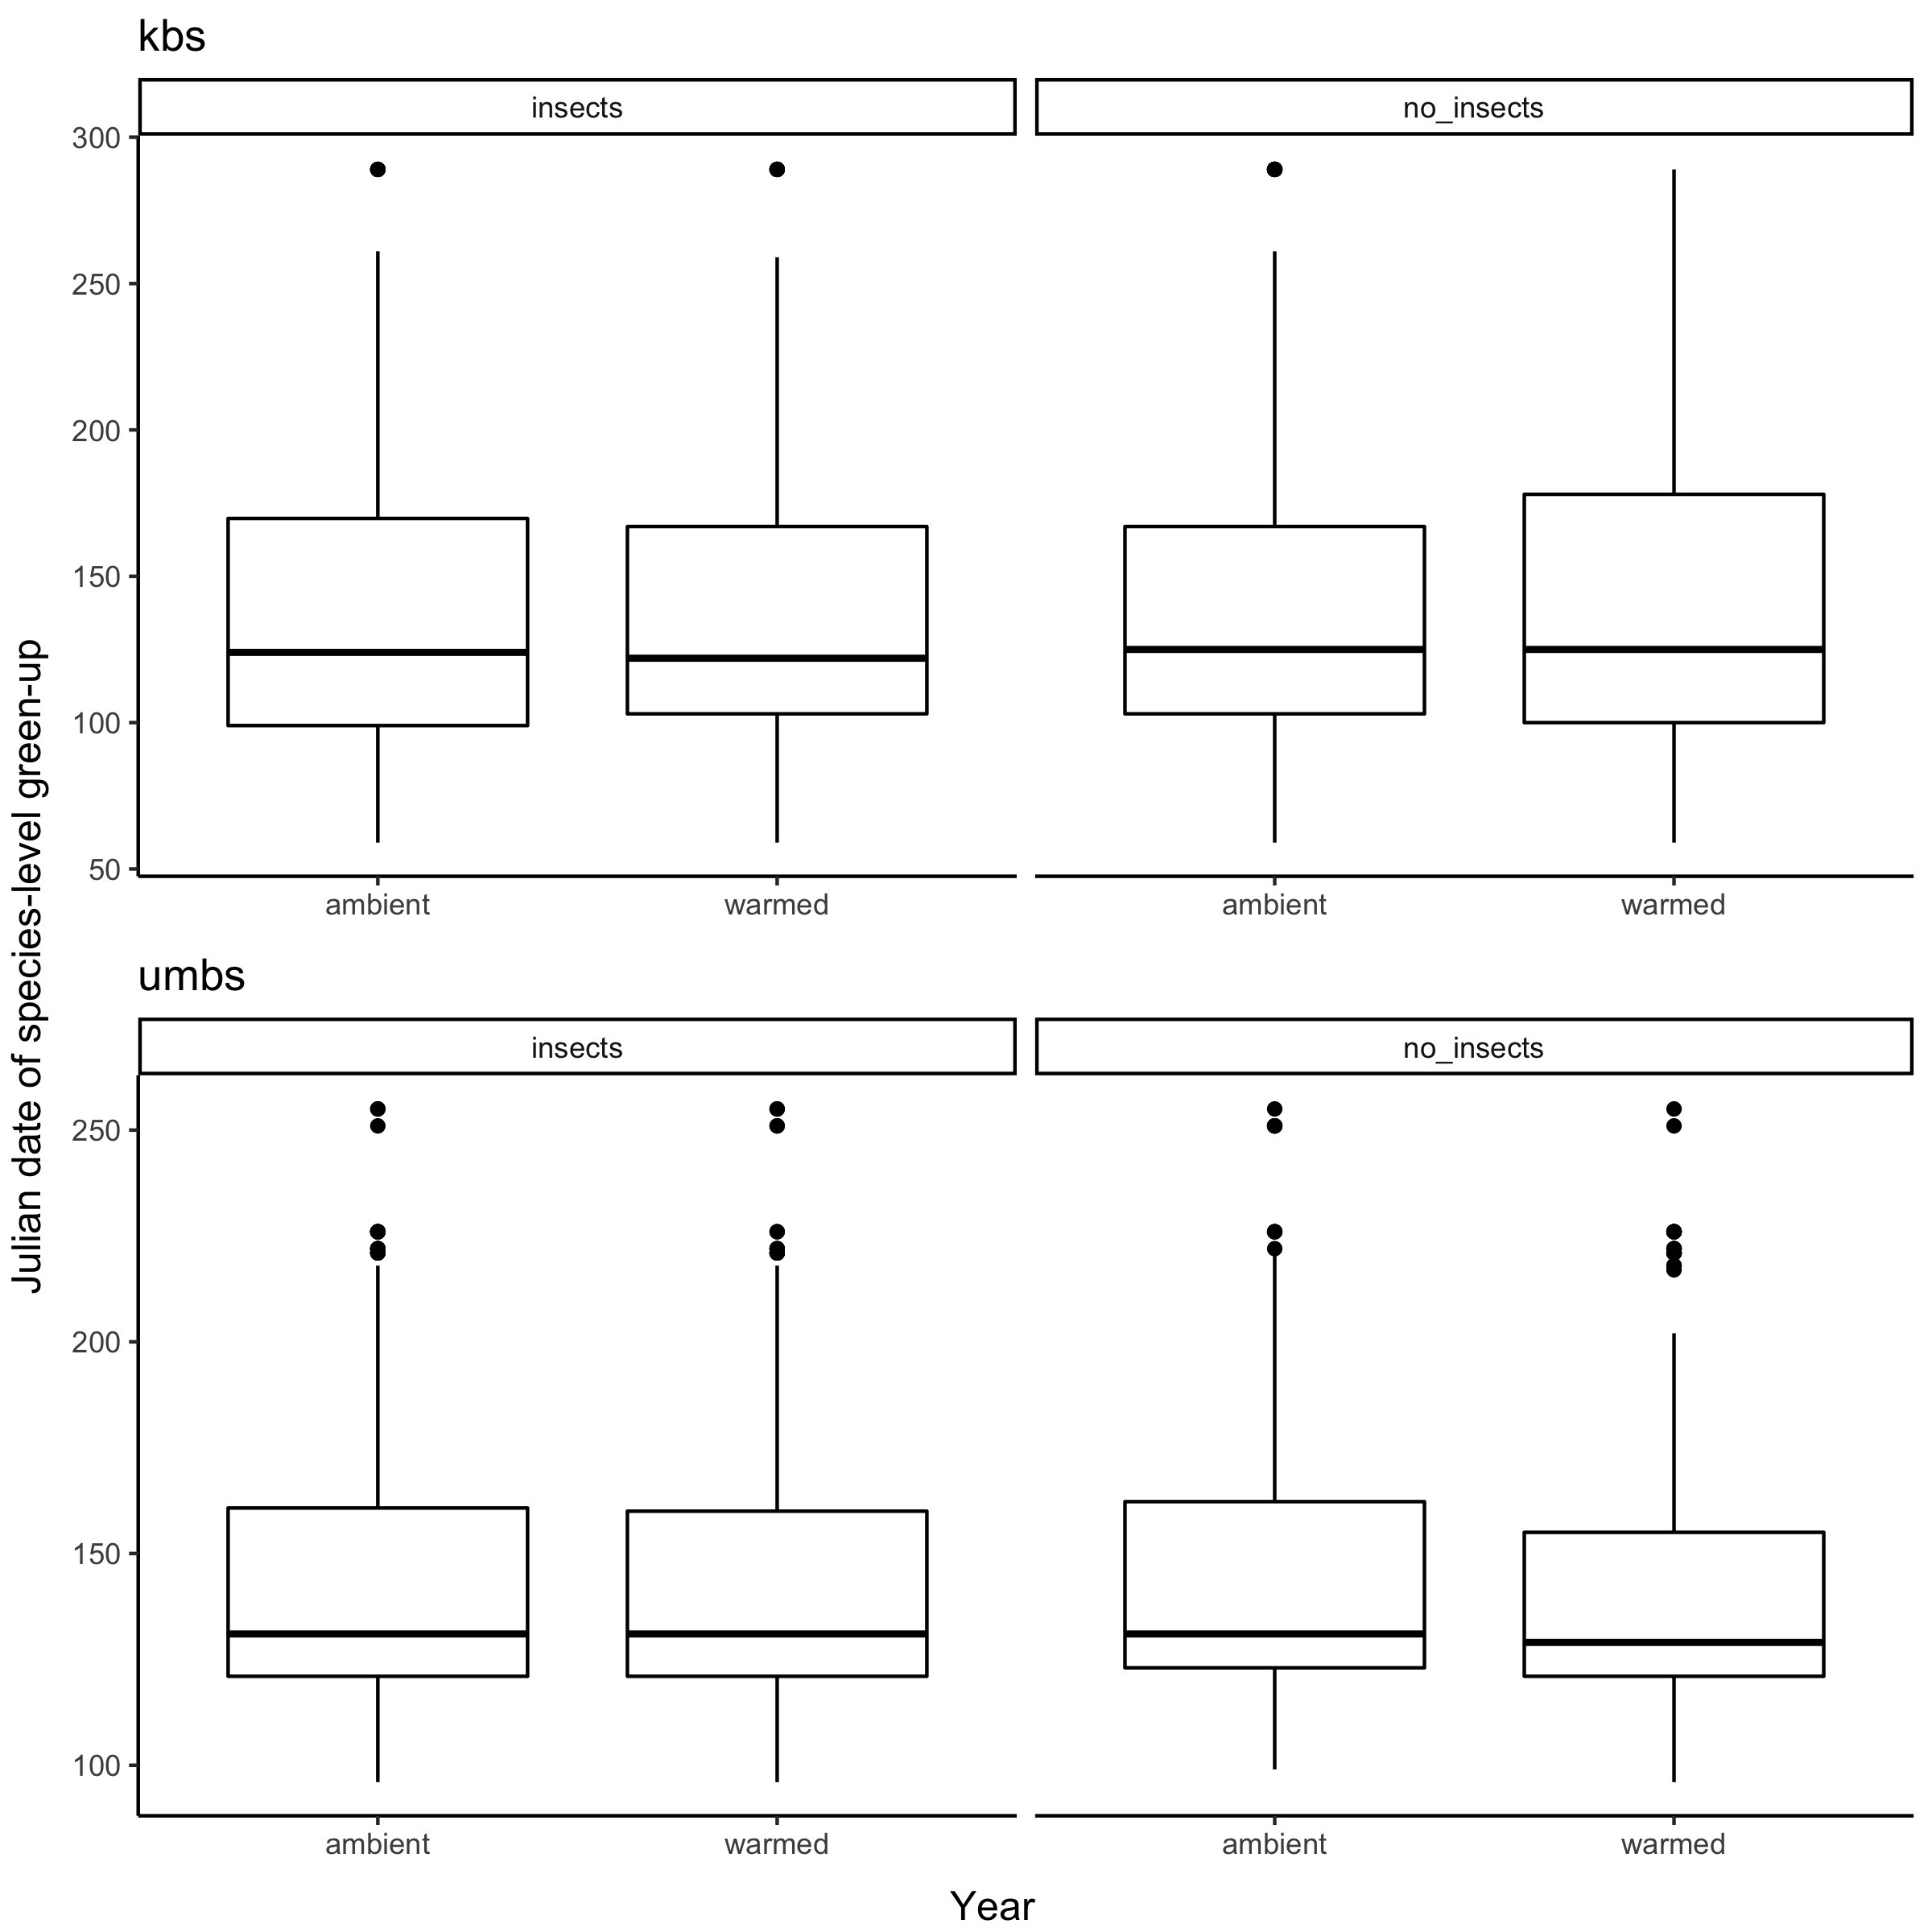 kbs
insects no_insects
300
250
200
150
100
50
ambient warmed ambient warmed
Julian date of species-level green-up
umbs
insects no_insects
250
200
150
100
ambient warmed ambient warmed
Year